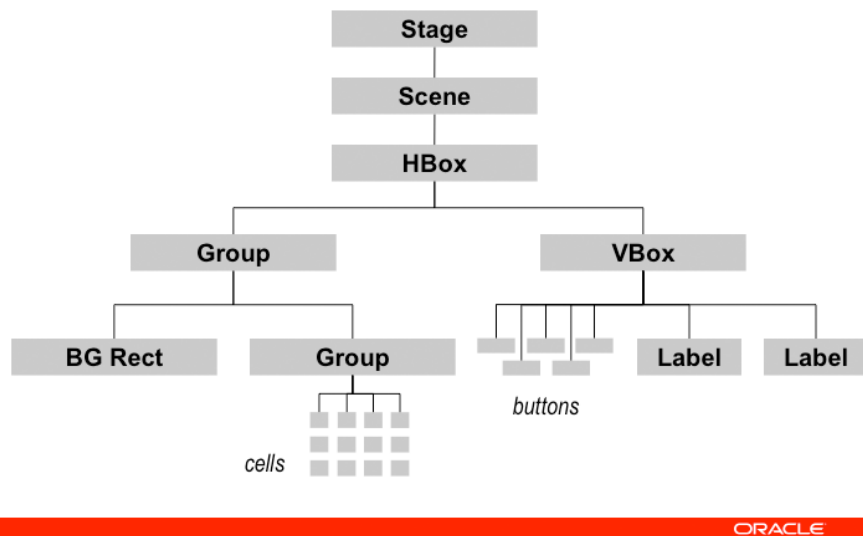 Stage
Scene
HBox
Group
VBox
BG Rect
Group
Label
Label
buttons
cells
ORACLE